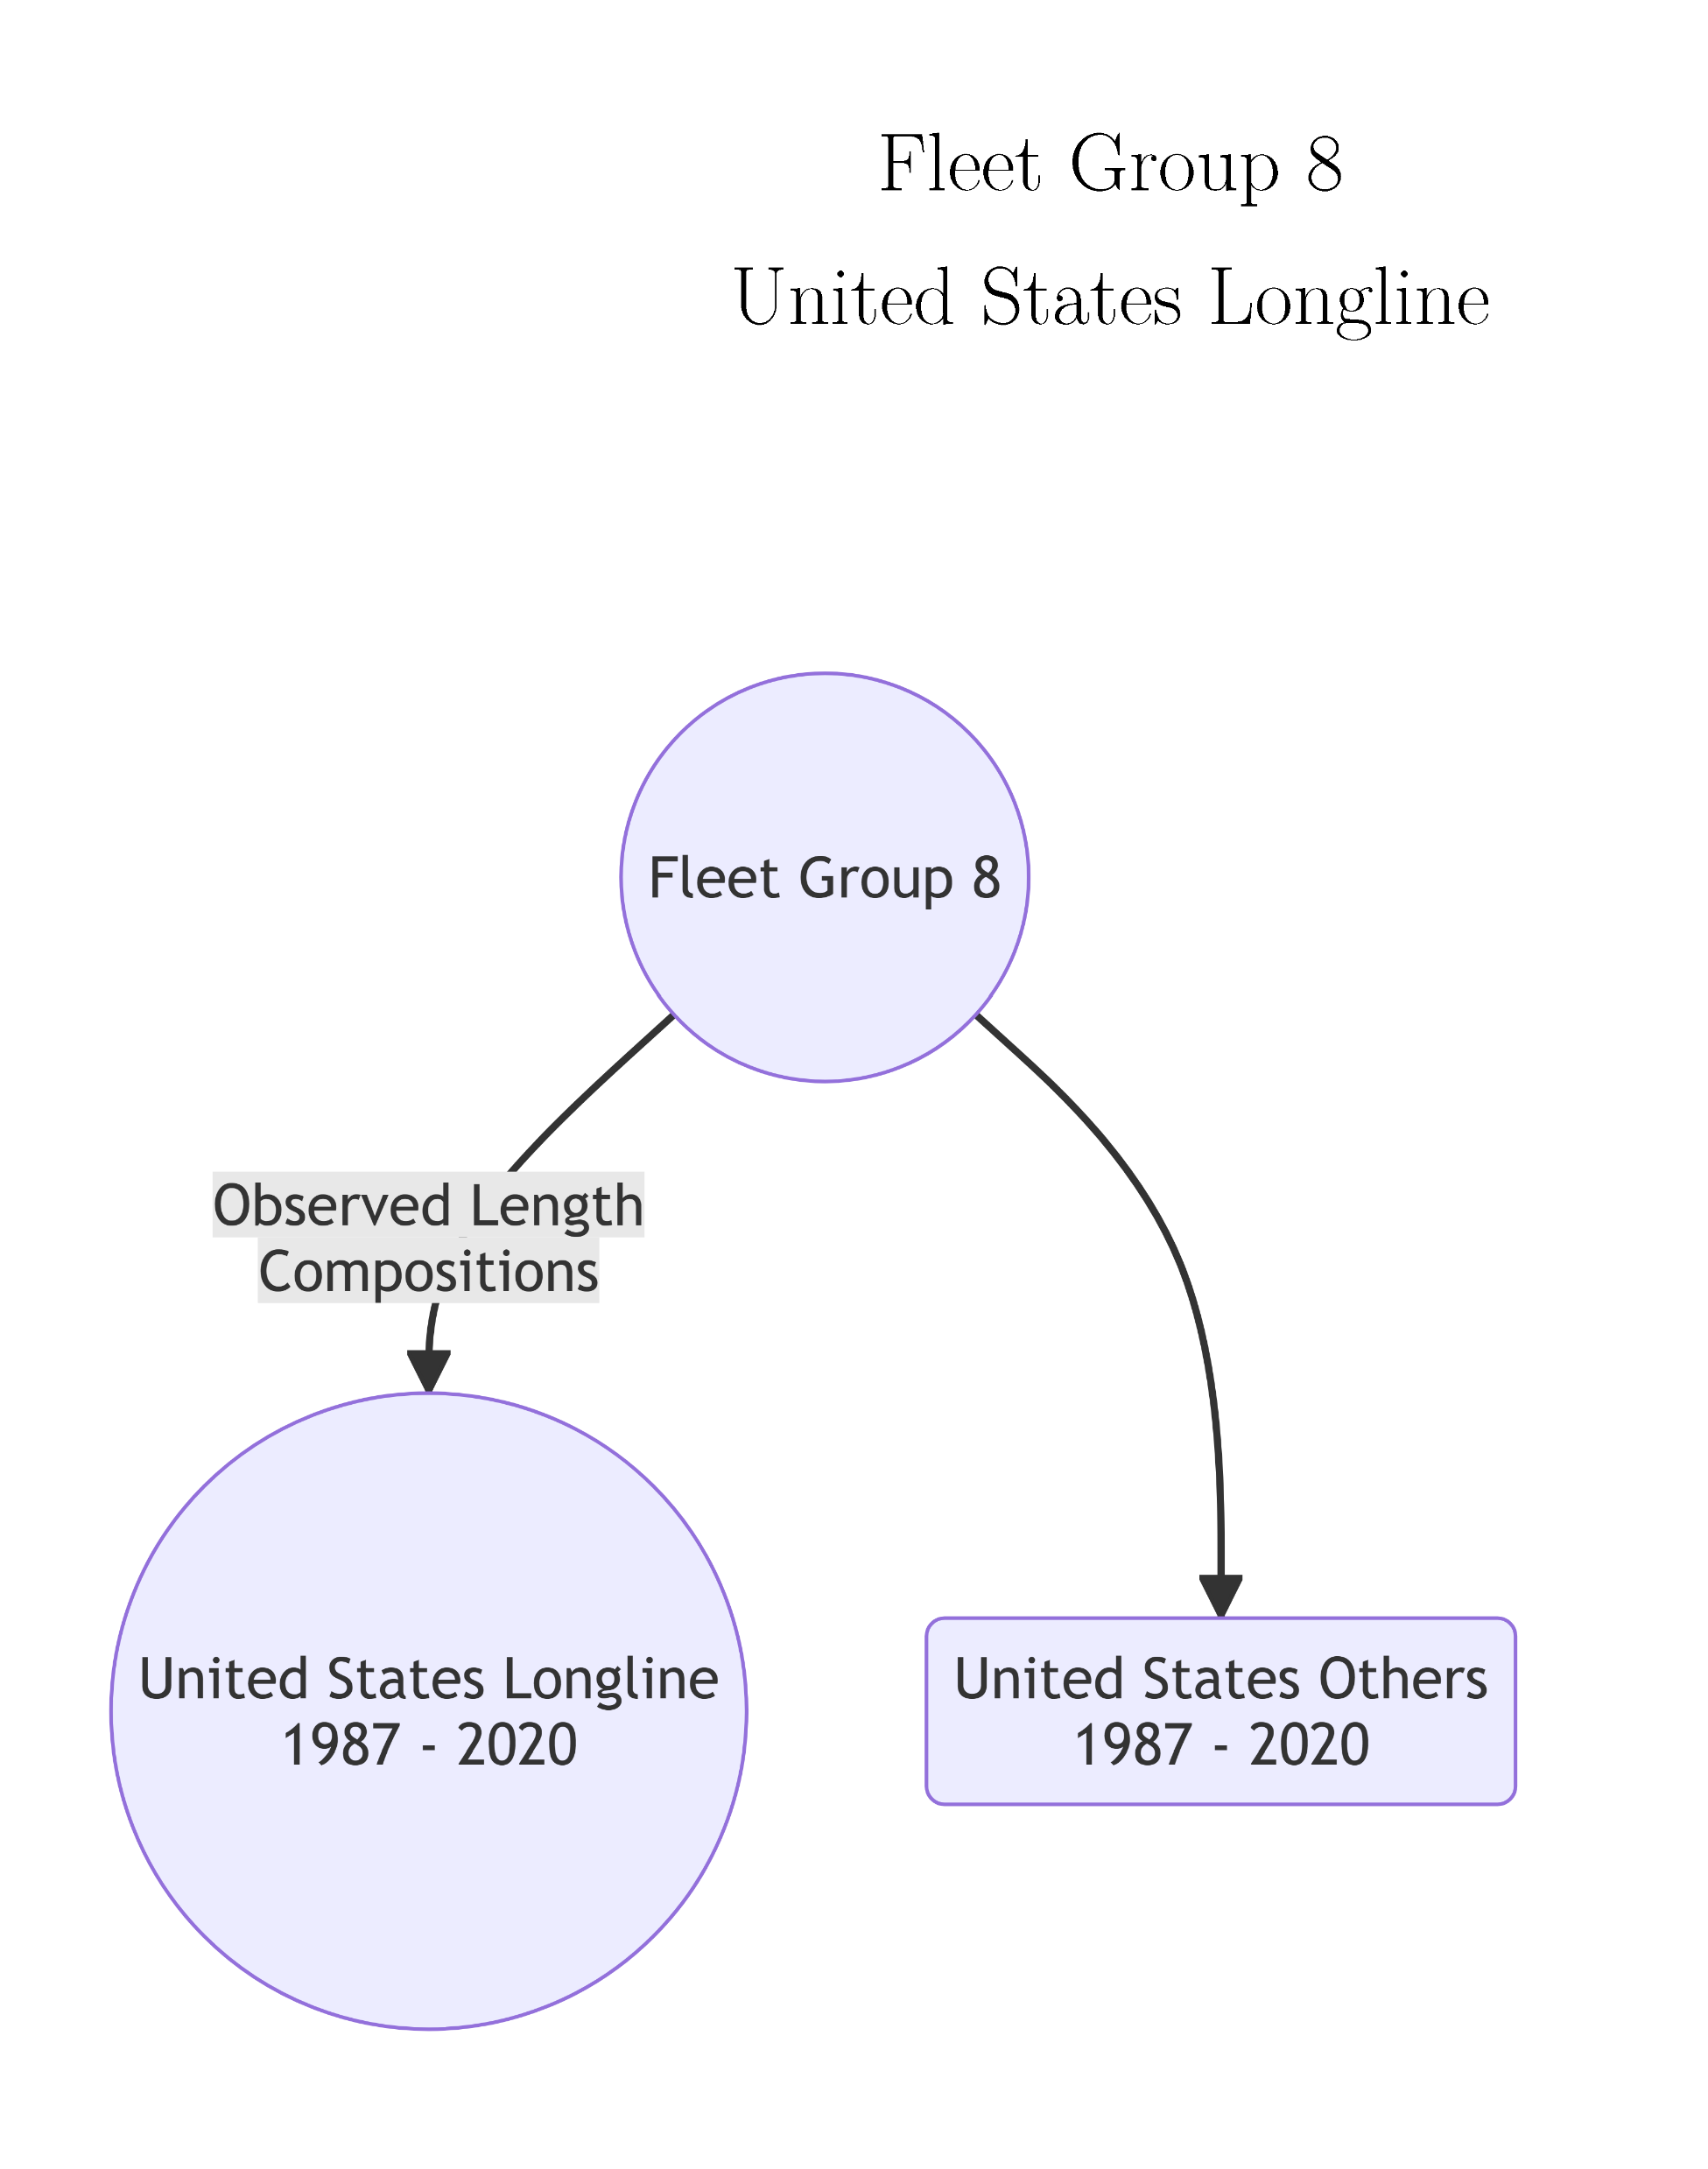 Fleet Group 8
United States Longline
Fleet Group 8
Observed Length
Compositions
United States Longline
1987 - 2020
United States Others
1987 - 2020